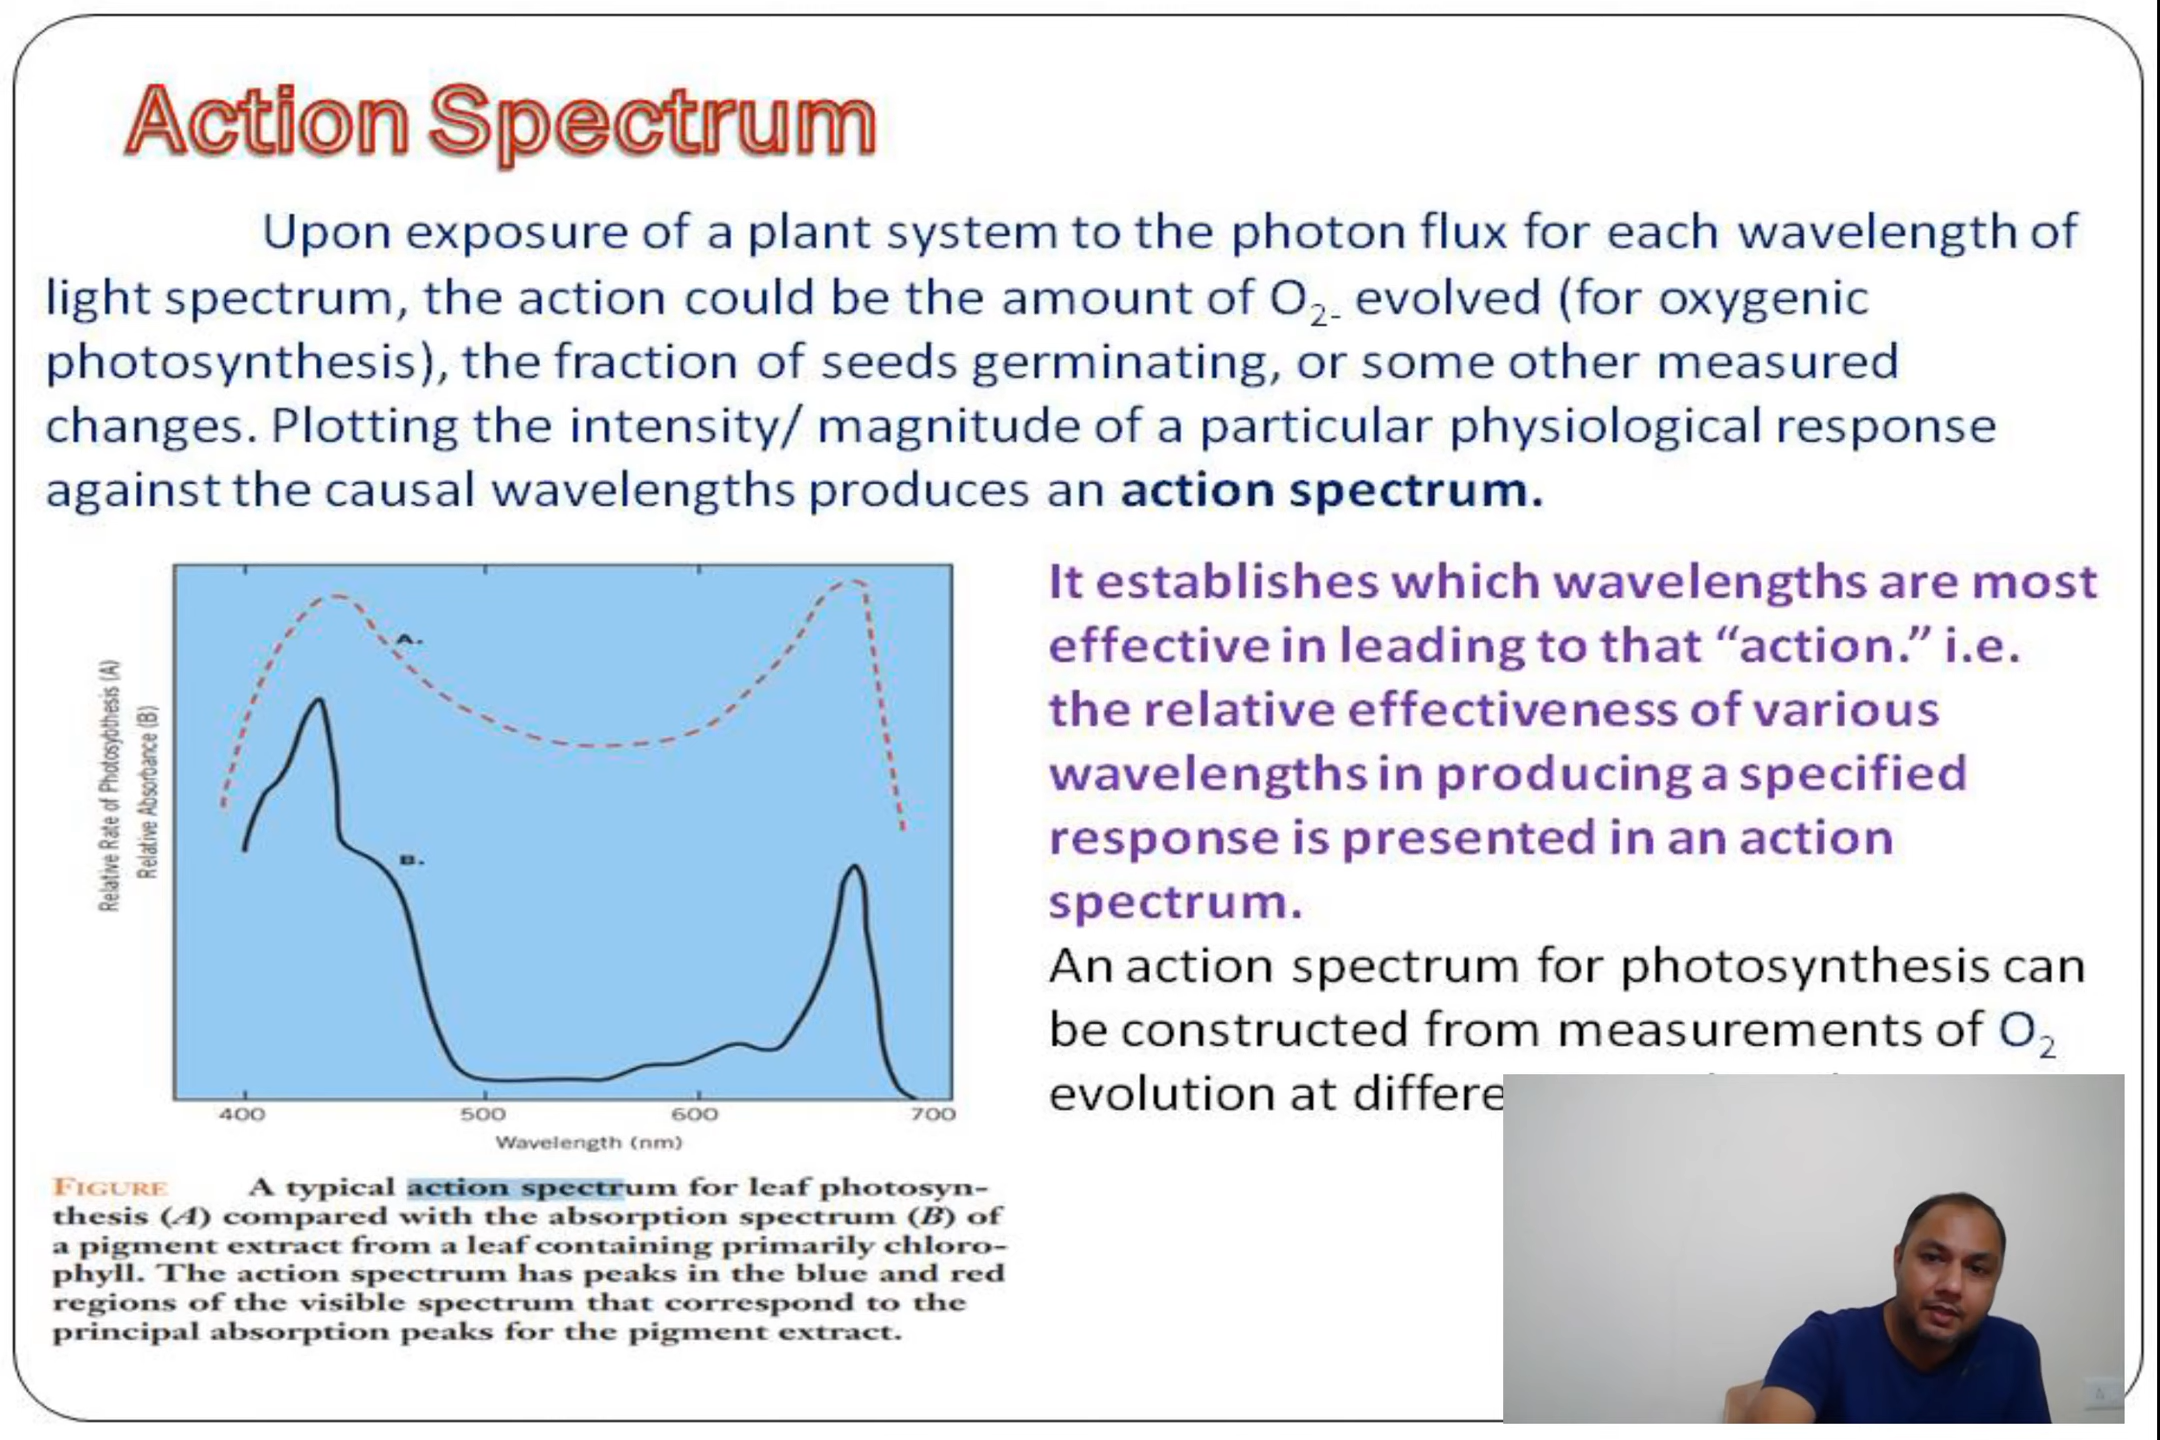 Action Spectrum
Upon exposure of a plant system to the photon flux for each wavelength of
light spectrum, the action could be the amount of O2- evolved (for oxygenic
photosynthesis), the fraction of seeds germinating, or some other measured
changes. Plotting the intensity/ magnitude of a particular physiological response
against the causal wavelengths produces an action spectrum.
Relative Rate of Photosybthesis (A)
Relative Absorbance (B)
A.
B.
400 500 600 700
Wavelength (nm)
FIGURE A typical action spectrum for leaf photosyn-
thesis (A) compared with the absorption spectrum (B) of
a pigment extract from a leaf containing primarily chloro-
phyll. The action spectrum has peaks in the blue and red
regions of the visible spectrum that correspond to the
principal absorption peaks for the pigment extract.
It establishes which wavelengths are most
effective in leading to that “action.” i.e.
the relative effectiveness of various
wavelengths in producing a specified
response is presented in an action
spectrum.
An action spectrum for photosynthesis can
be constructed from measurements of O2
evolution at